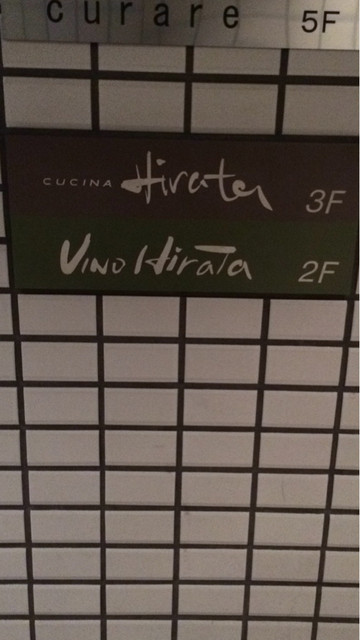 curare 5F
CUCINA Hirata 3F
VINO HIRATA 2F